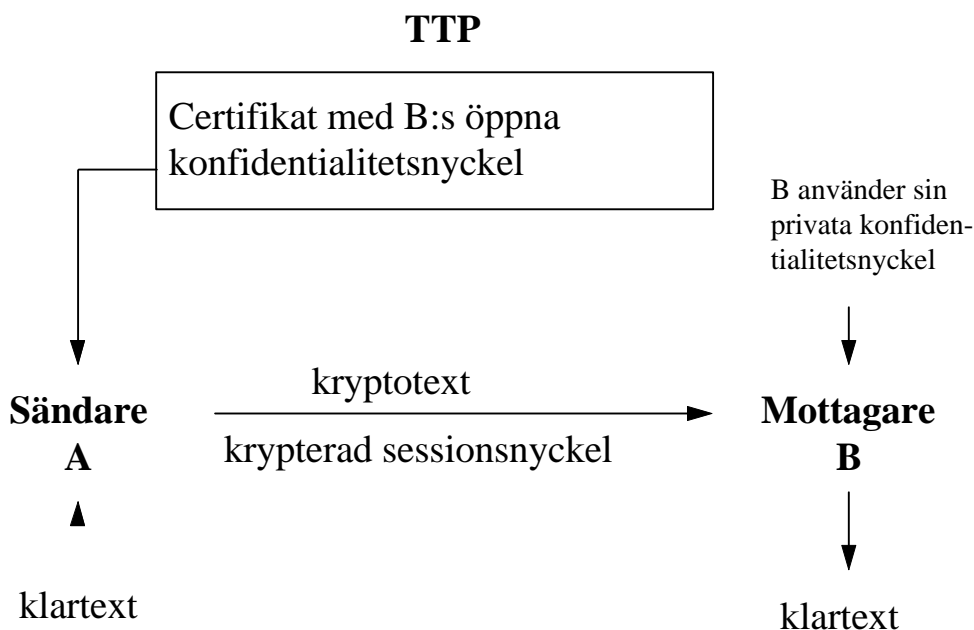 TTP
Certifikat med B:s öppna
konfidentialitetsnyckel
B använder sin
privata konfiden-
tialitetsnyckel
kryptotext
Sändare
A
krypterad sessionsnyckel
Mottagare
B
klartext
klartext